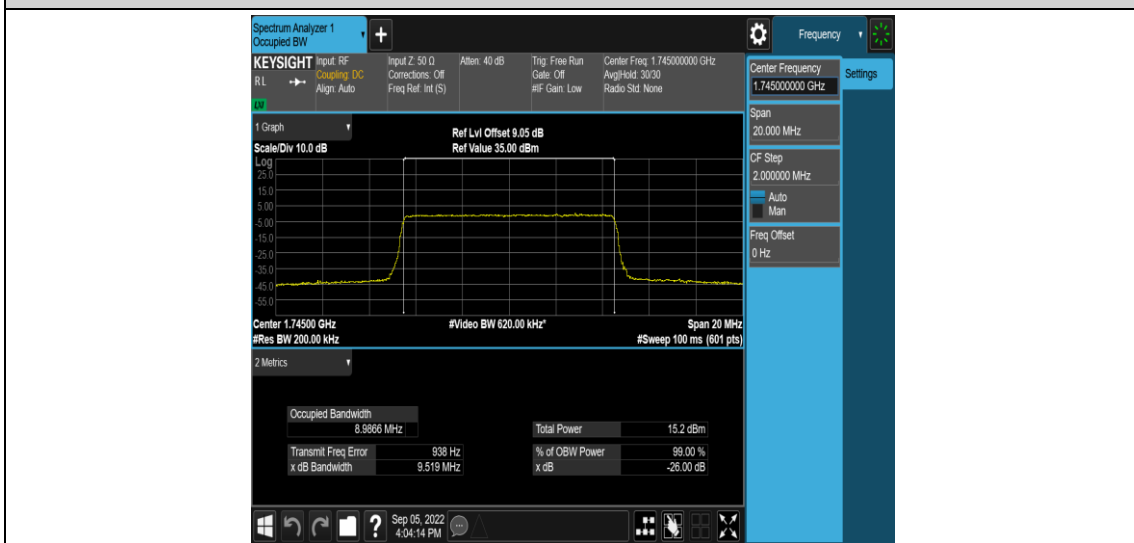 Spectrum Analyzer 1
Occupied BW
+
Frequency
KEYSIGHT
RL
LXI
Input: RF
Coupling: DC
Align: Auto
Input Z: 50 Ω
Corrections: Off
Freq Ref: Int (S)
Atten: 40 dB
Trig: Free Run
Gate: Off
#IF Gain: Low
Center Freq: 1.745000000 GHz
Avg|Hold: 30/30
Radio Std: None
Center Frequency
1.745000000 GHz
Settings
Span
20.000 MHz
CF Step
2.000000 MHz
Auto
Man
Freq Offset
0 Hz
1 Graph
Scale/Div 10.0 dB
Ref Lvl Offset 9.05 dB
Ref Value 35.00 dBm
Log
25.0
15.0
5.00
-5.00
-15.0
-25.0
-35.0
-45.0
-55.0
Center 1.74500 GHz
#Res BW 200.00 kHz
#Video BW 620.00 kHz*
Span 20 MHz
#Sweep 100 ms (601 pts)
2 Metrics
Occupied Bandwidth
8.9866 MHz
Total Power 15.2 dBm
Transmit Freq Error 938 Hz
% of OBW Power 99.00 %
x dB Bandwidth 9.519 MHz
x dB -26.00 dB
?
Sep 05, 2022
4:04:14 PM